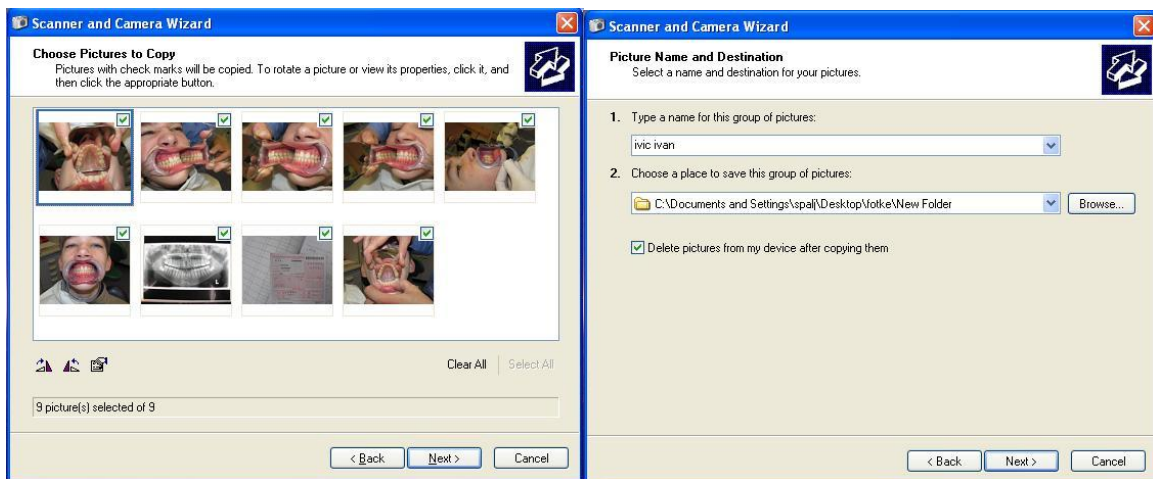 Scanner and Camera Wizard
Choose Pictures to Copy
Pictures with check marks will be copied. To rotate a picture or view its properties, click it, and
then click the appropriate button.
Clear All
Select All
9 picture(s) selected of 9
< Back
Next >
Cancel
Scanner and Camera Wizard
Picture Name and Destination
Select a name and destination for your pictures.
1. Type a name for this group of pictures:
ivic ivan
2. Choose a place to save this group of pictures:
C:\Documents and Settings\spalj\Desktop\fotke\New Folder
Browse...
Delete pictures from my device after copying them
< Back
Next >
Cancel